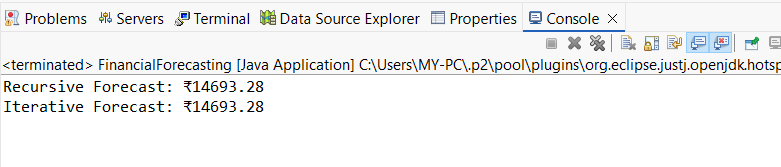 Problems Servers Terminal Data Source Explorer Properties Console
<terminated> FinancialForecasting [Java Application] C:\Users\MY-PC\.p2\pool\plugins\org.eclipse.justj.openjdk.hotsp
Recursive Forecast: ₹14693.28
Iterative Forecast: ₹14693.28